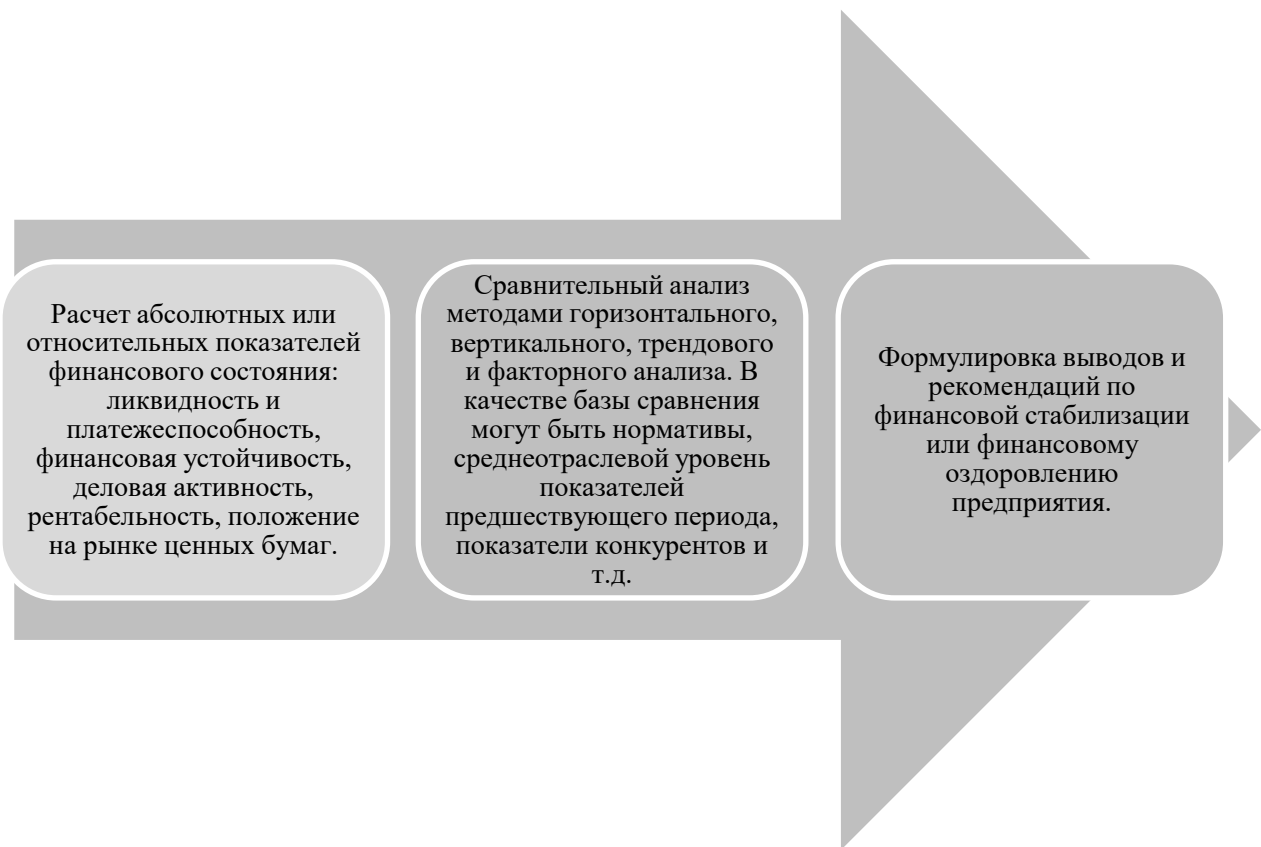 Расчет абсолютных или
относительных показателей
финансового состояния:
ликвидность и
платежеспособность,
финансовая устойчивость,
деловая активность,
рентабельность, положение
на рынке ценных бумаг.
Сравнительный анализ
методами горизонтального,
вертикального, трендового
и факторного анализа. В
качестве базы сравнения
могут быть нормативы,
среднеотраслевой уровень
показателей
предшествующего периода,
показатели конкурентов и
т.д.
Формулировка выводов и
рекомендаций по
финансовой стабилизации
или финансовому
оздоровлению
предприятия.